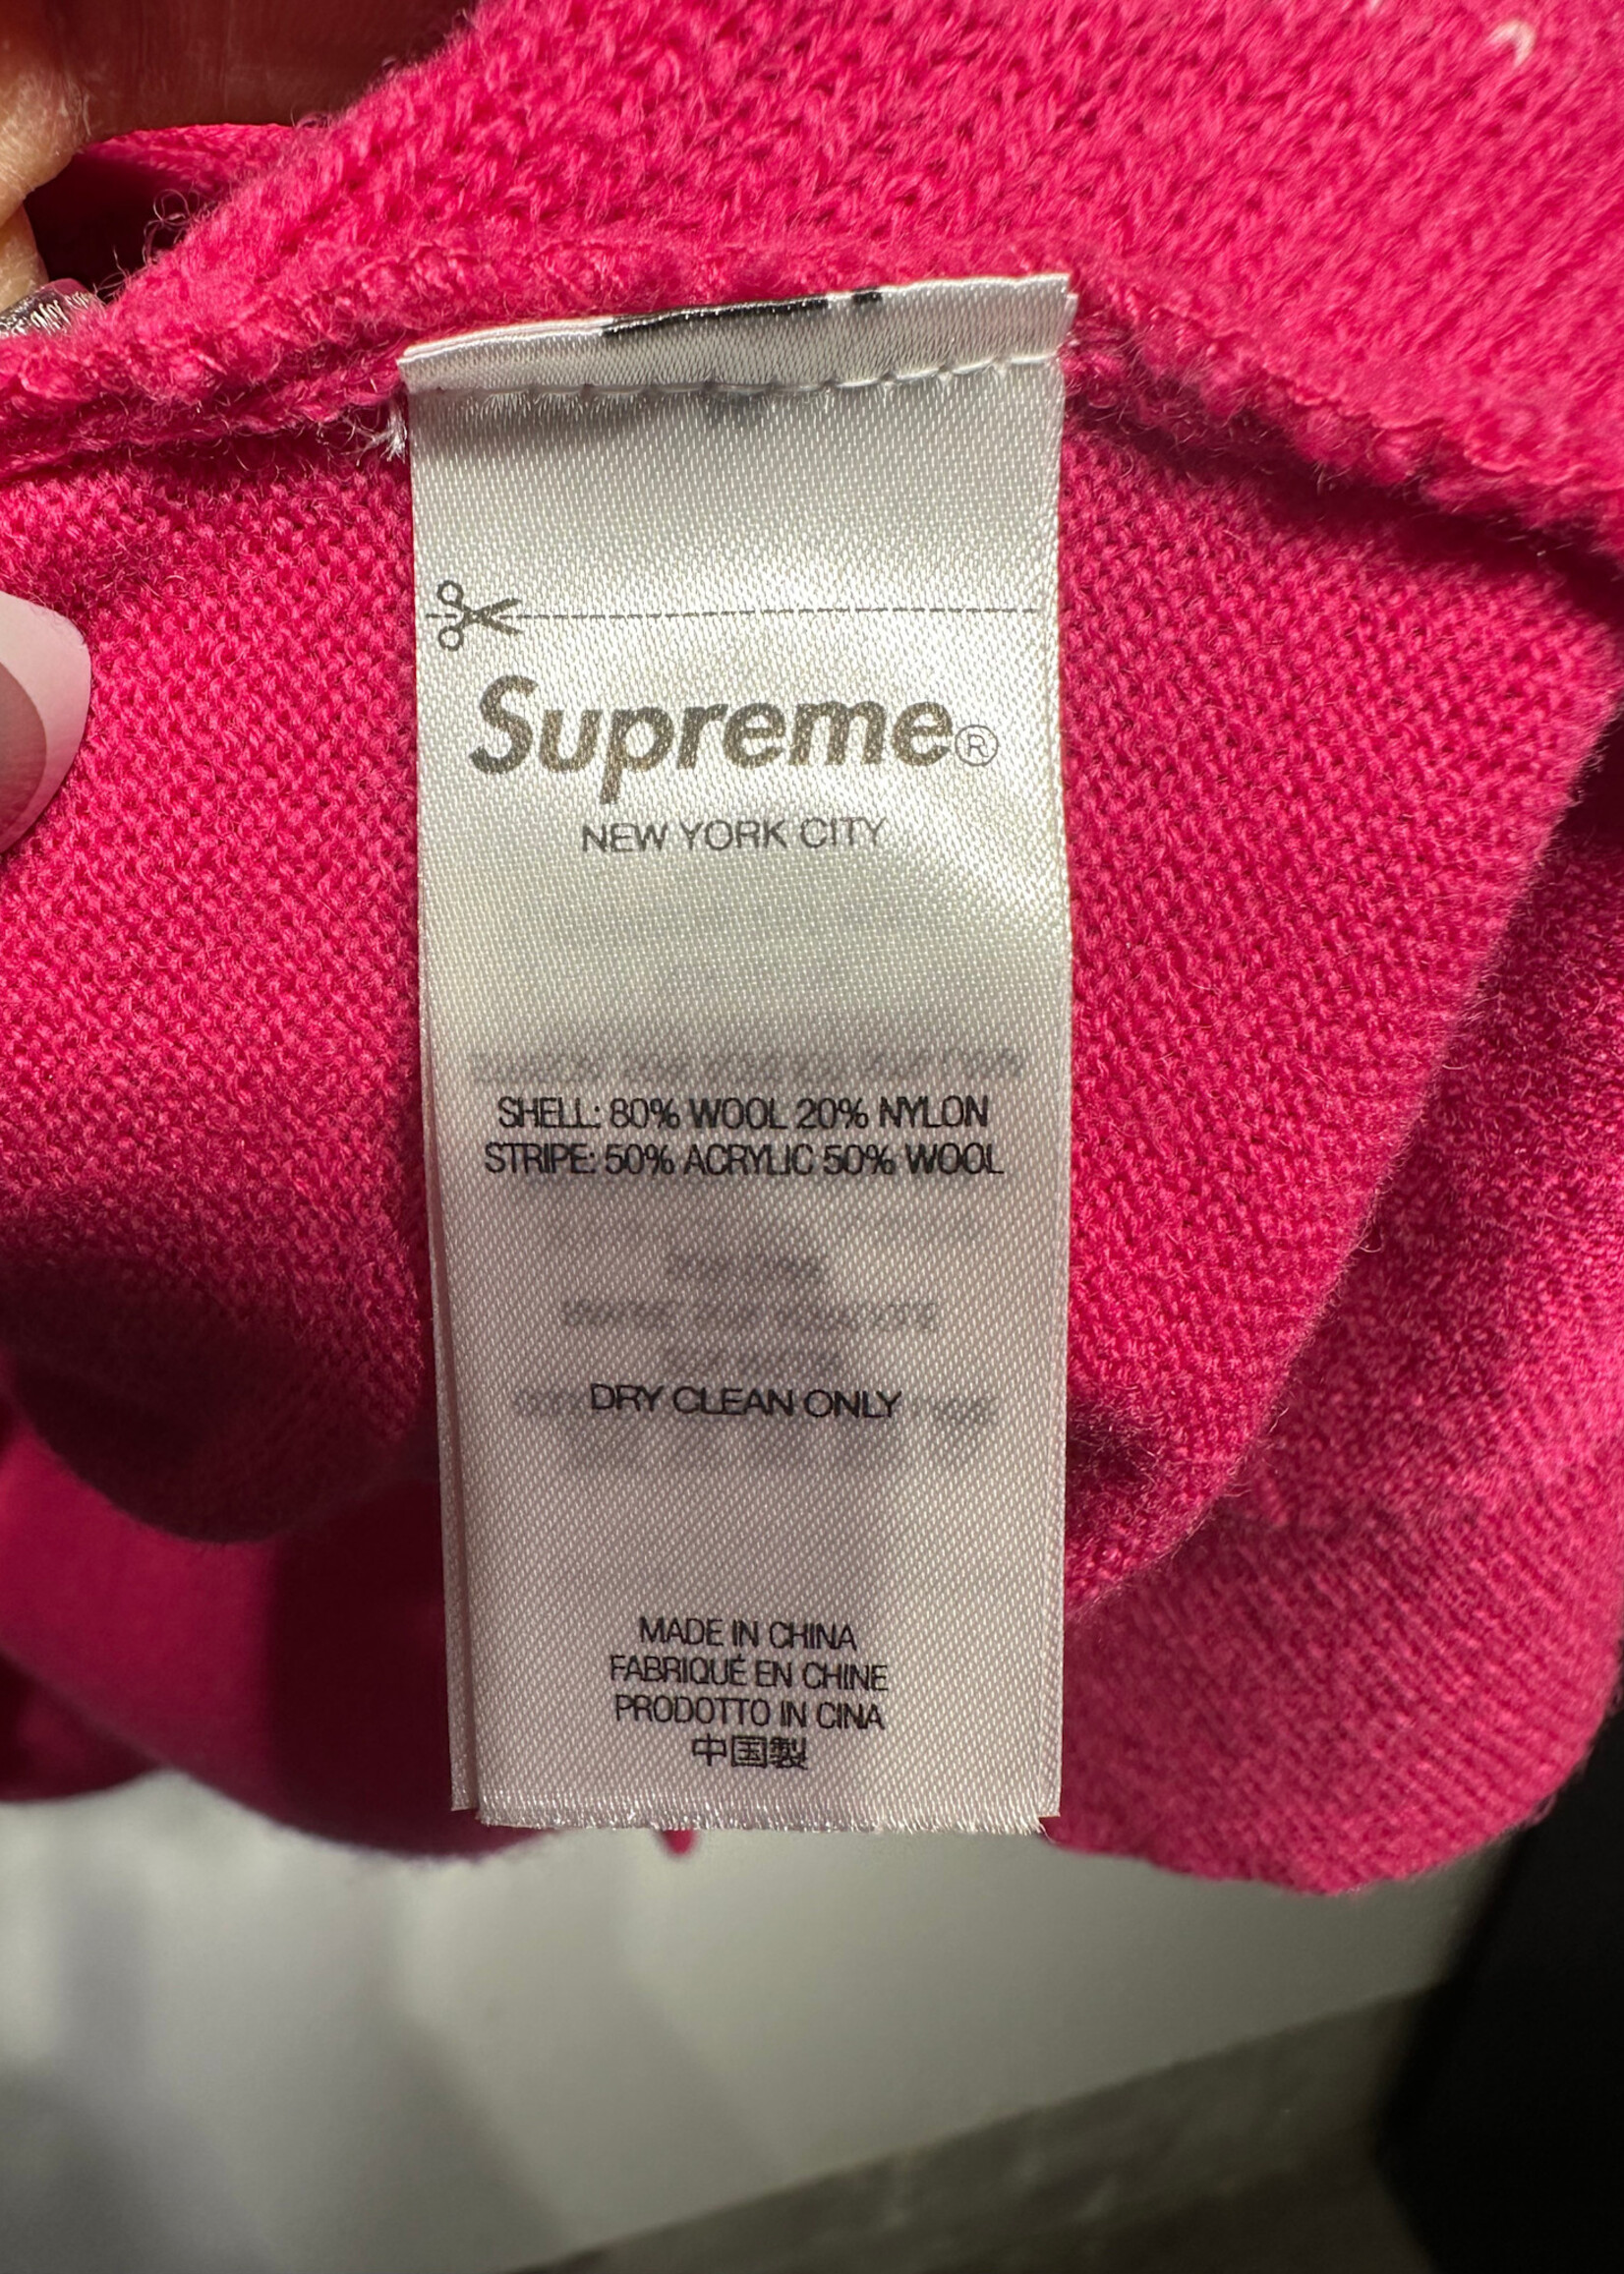 Supreme®
NEW YORK CITY
SHELL: 80% WOOL 20% NYLON
STRIPE: 50% ACRYLIC 50% WOOL
DRY CLEAN ONLY
MADE IN CHINA
FABRIQUÉ EN CHINE
PRODOTTO IN CINA
中国製